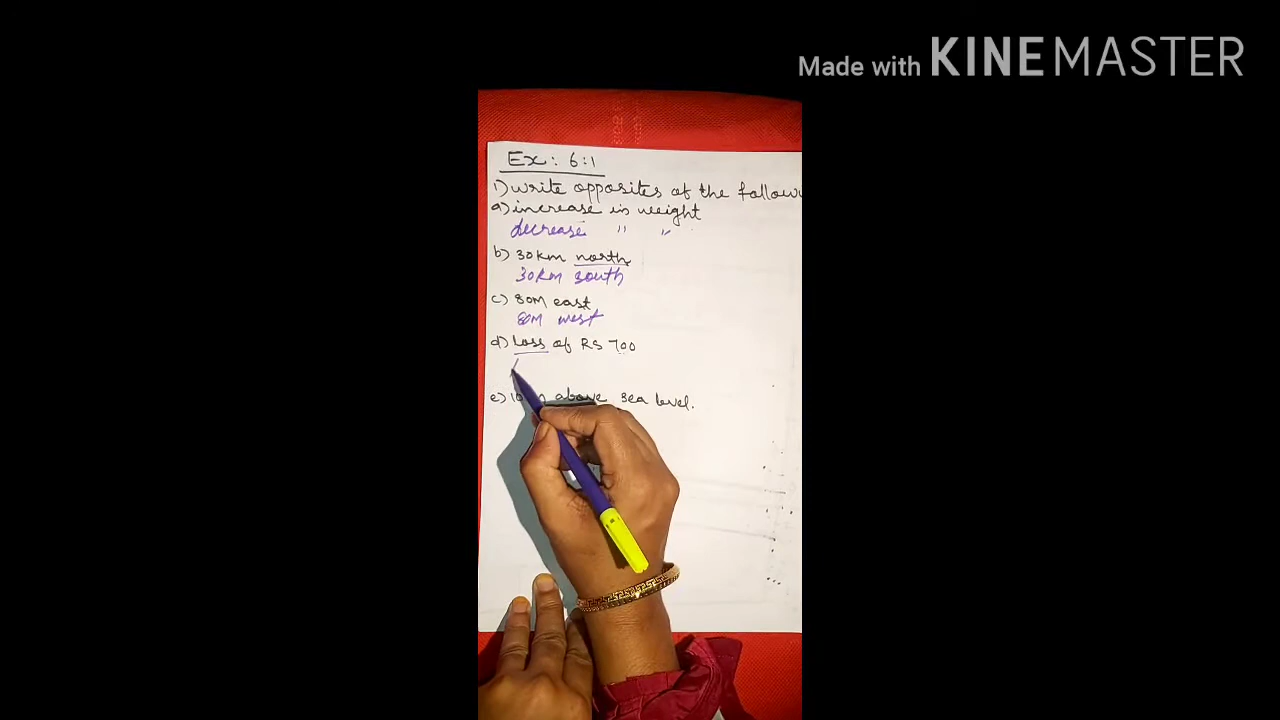 Made with KINEMASTER
Ex: 6:1
1) write opposites of the
a) increase in weight
decrease " "
b) 30km north
30km south
c) 80M east
80M west
d) Loss of RS 700
e) above sea level.